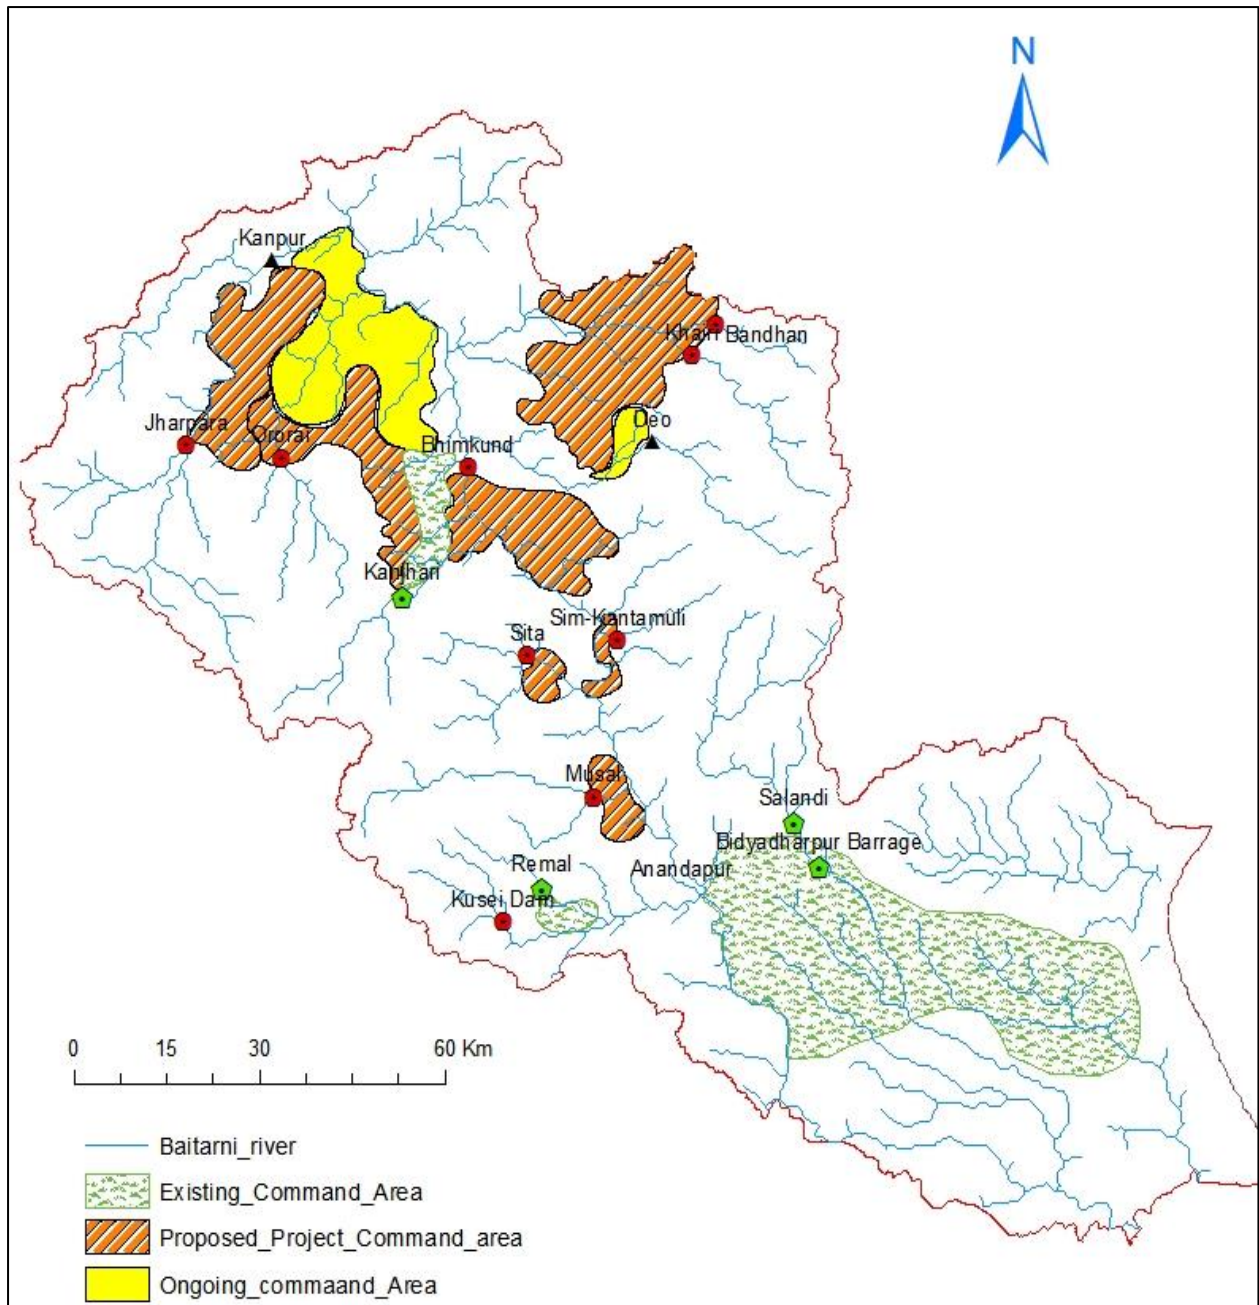 N
Kanpur
Khairi Bandhan
Jharpara
Ororai
Deo
Bhimkund
Kanjhari
Sim-Kantamuli
Sita
Musal
Salandi
Bidyadharpur Barrage
Remal
Anandapur
Kusei Dam
0 15 30 60 Km
Baitarni_river
Existing_Command_Area
Proposed_Project_Command_area
Ongoing_commaand_Area